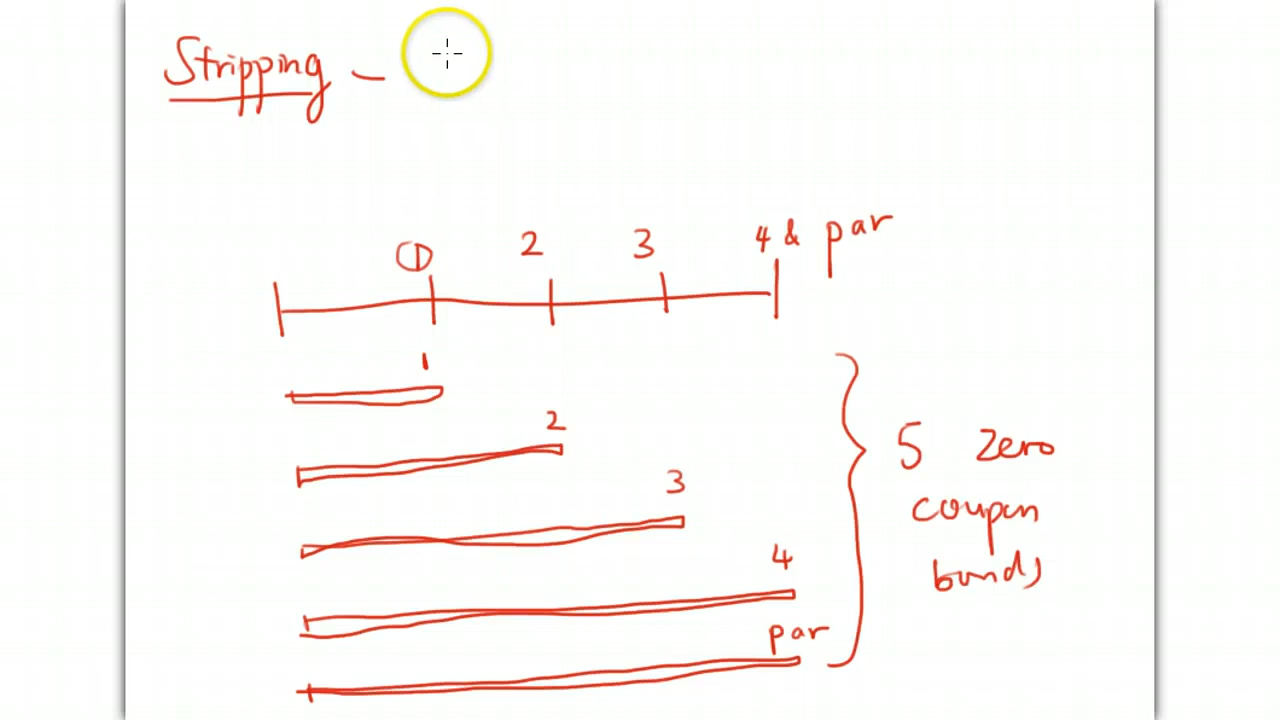 Stripping –
① 2 3 4 & par
1
2
3
4
par
5 zero
coupon
bonds